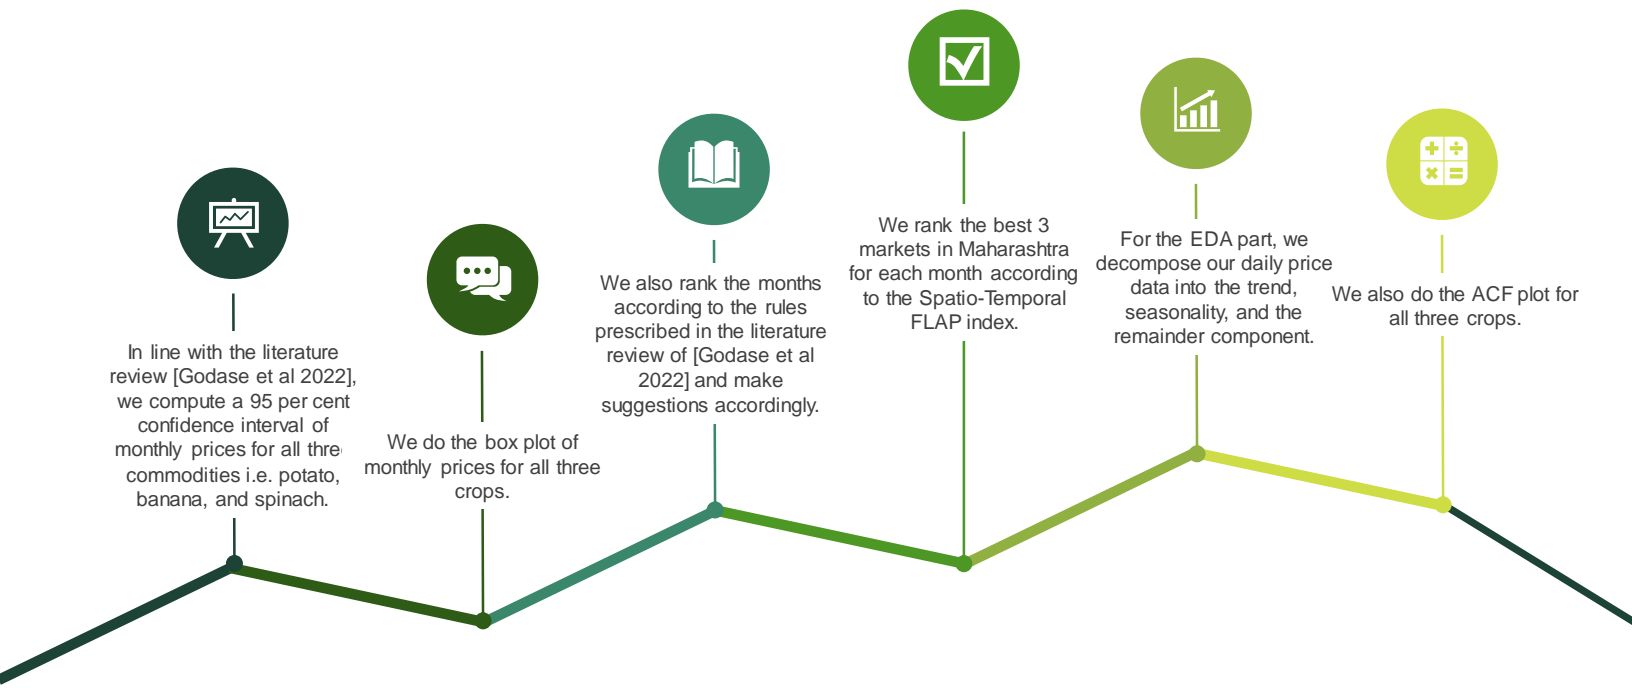 In line with the literature
review [Godase et al 2022],
we compute a 95 per cent
confidence interval of
monthly prices for all three
commodities i.e. potato,
banana, and spinach.
We do the box plot of
monthly prices for all three
crops.
We also rank the months
according to the rules
prescribed in the literature
review of [Godase et al
2022] and make
suggestions accordingly.
We rank the best 3
markets in Maharashtra
for each month according
to the Spatio-Temporal
FLAP index.
For the EDA part, we
decompose our daily price
data into the trend,
seasonality, and the
remainder component.
We also do the ACF plot for
all three crops.